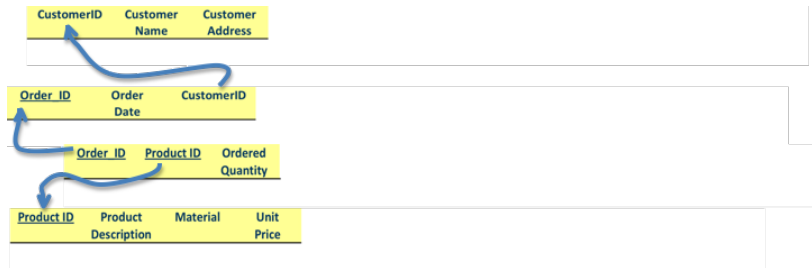 CustomerID Customer Customer
Name Address
Order_ID Order CustomerID
Date
Order_ID Product ID Ordered
Quantity
Product ID Product Material Unit
Description Price